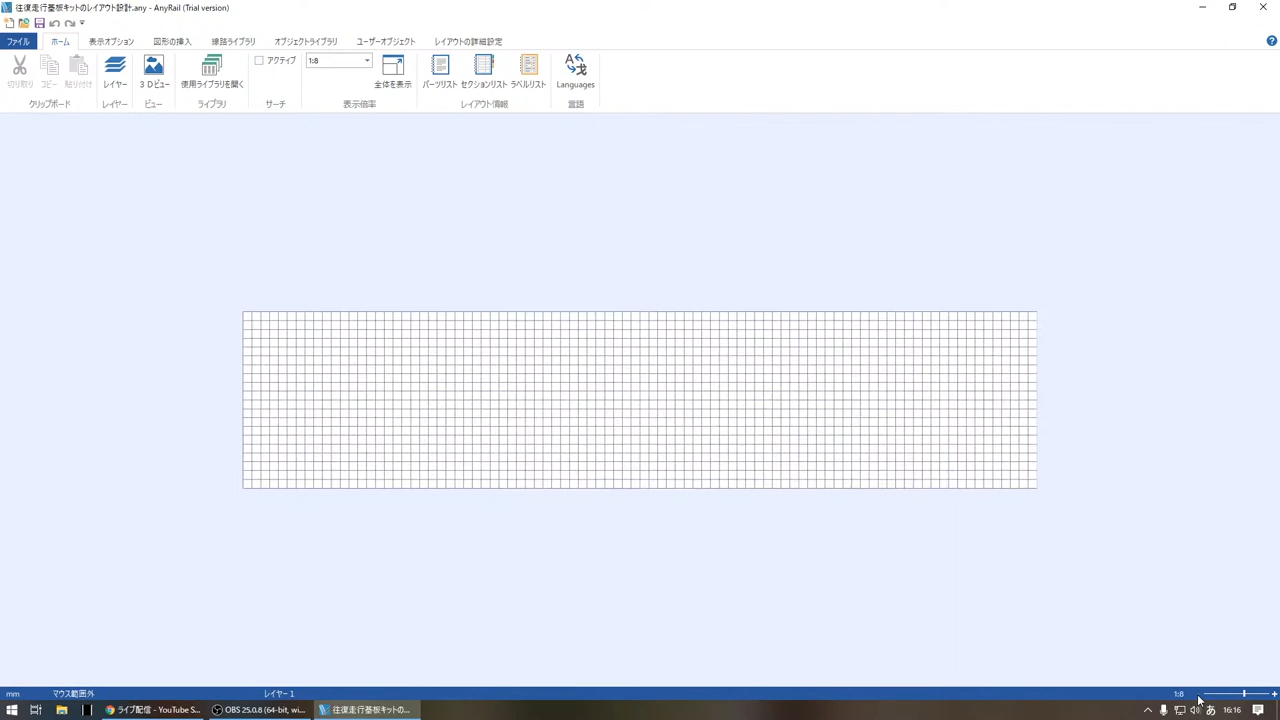 往復走行基板キットのレイアウト設計.any - AnyRail (Trial version)
ファイル ホーム 表示オプション 図形の挿入 線路ライブラリ オブジェクトライブラリ ユーザーオブジェクト レイアウトの詳細設定
アクティブ 1:8
切り取り コピー 貼り付け レイヤー 3 Dビュー 使用ライブラリを開く 全体を表示 パーツリスト セクションリスト ラベルリスト Languages
クリップボード レイヤー ビュー ライブラリ サーチ 表示倍率 レイアウト情報 言語
mm マウス範囲外 レイヤー 1 1:8
ライブ配信 - YouTube S... OBS 25.0.8 (64-bit, wi... 往復走行基板キットの... あ 16:16